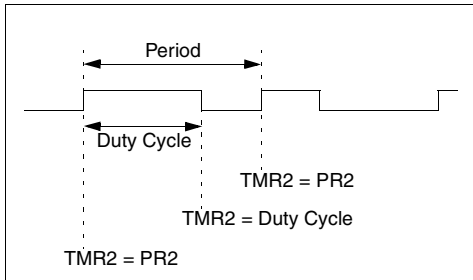 Period
Duty Cycle
TMR2 = PR2
TMR2 = Duty Cycle
TMR2 = PR2